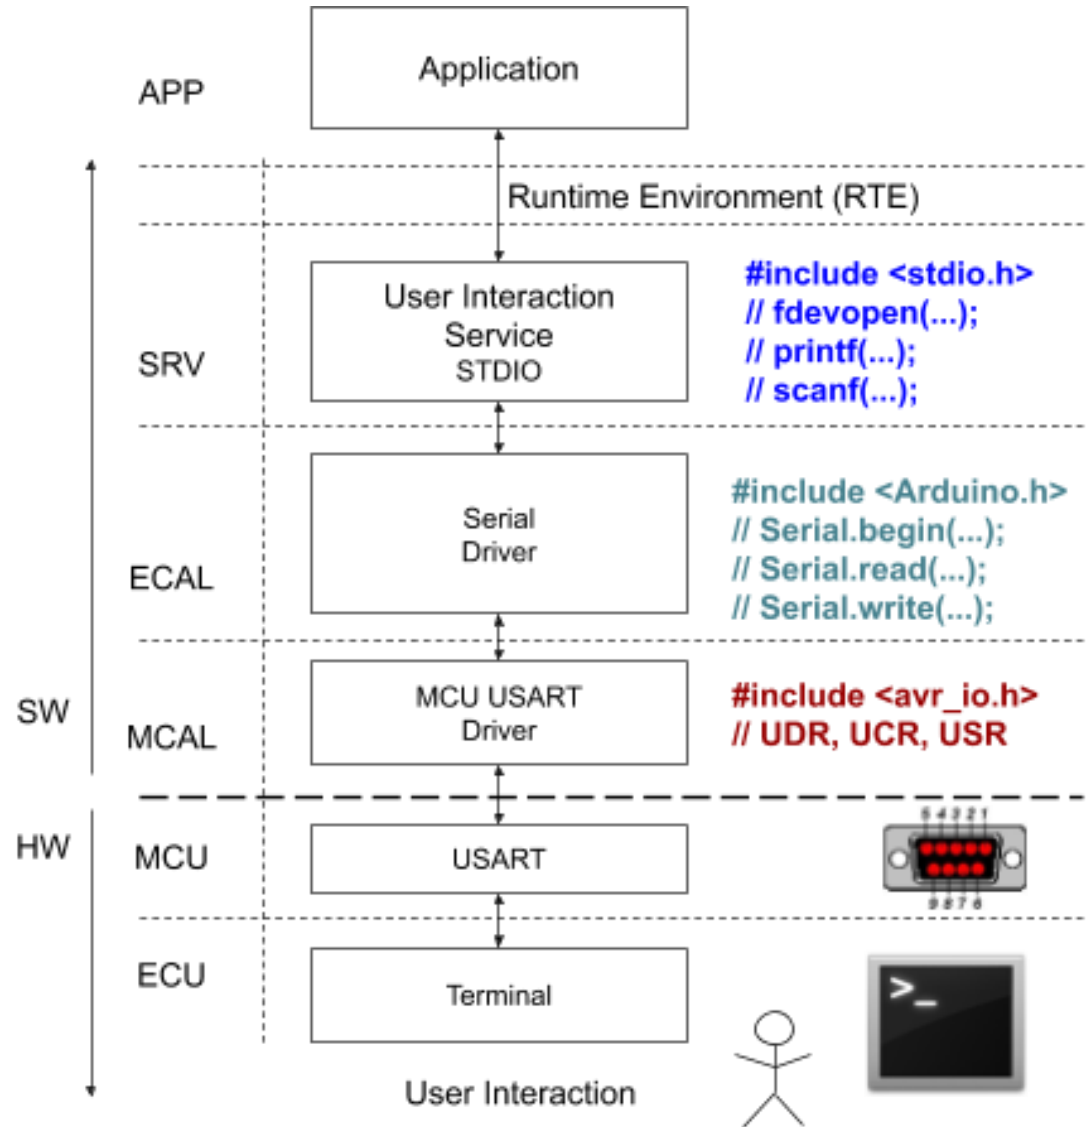 Application
APP
Runtime Environment (RTE)
User Interaction
Service
STDIO
SRV
#include <stdio.h>
// fdevopen(...);
// printf(...);
// scanf(...);
Serial
Driver
ECAL
#include <Arduino.h>
// Serial.begin(...);
// Serial.read(...);
// Serial.write(...);
MCU USART
Driver
SW
MCAL
#include <avr_io.h>
// UDR, UCR, USR
HW
MCU
USART
5 4 3 2 1
9 8 7 6
ECU
Terminal
>_
User Interaction